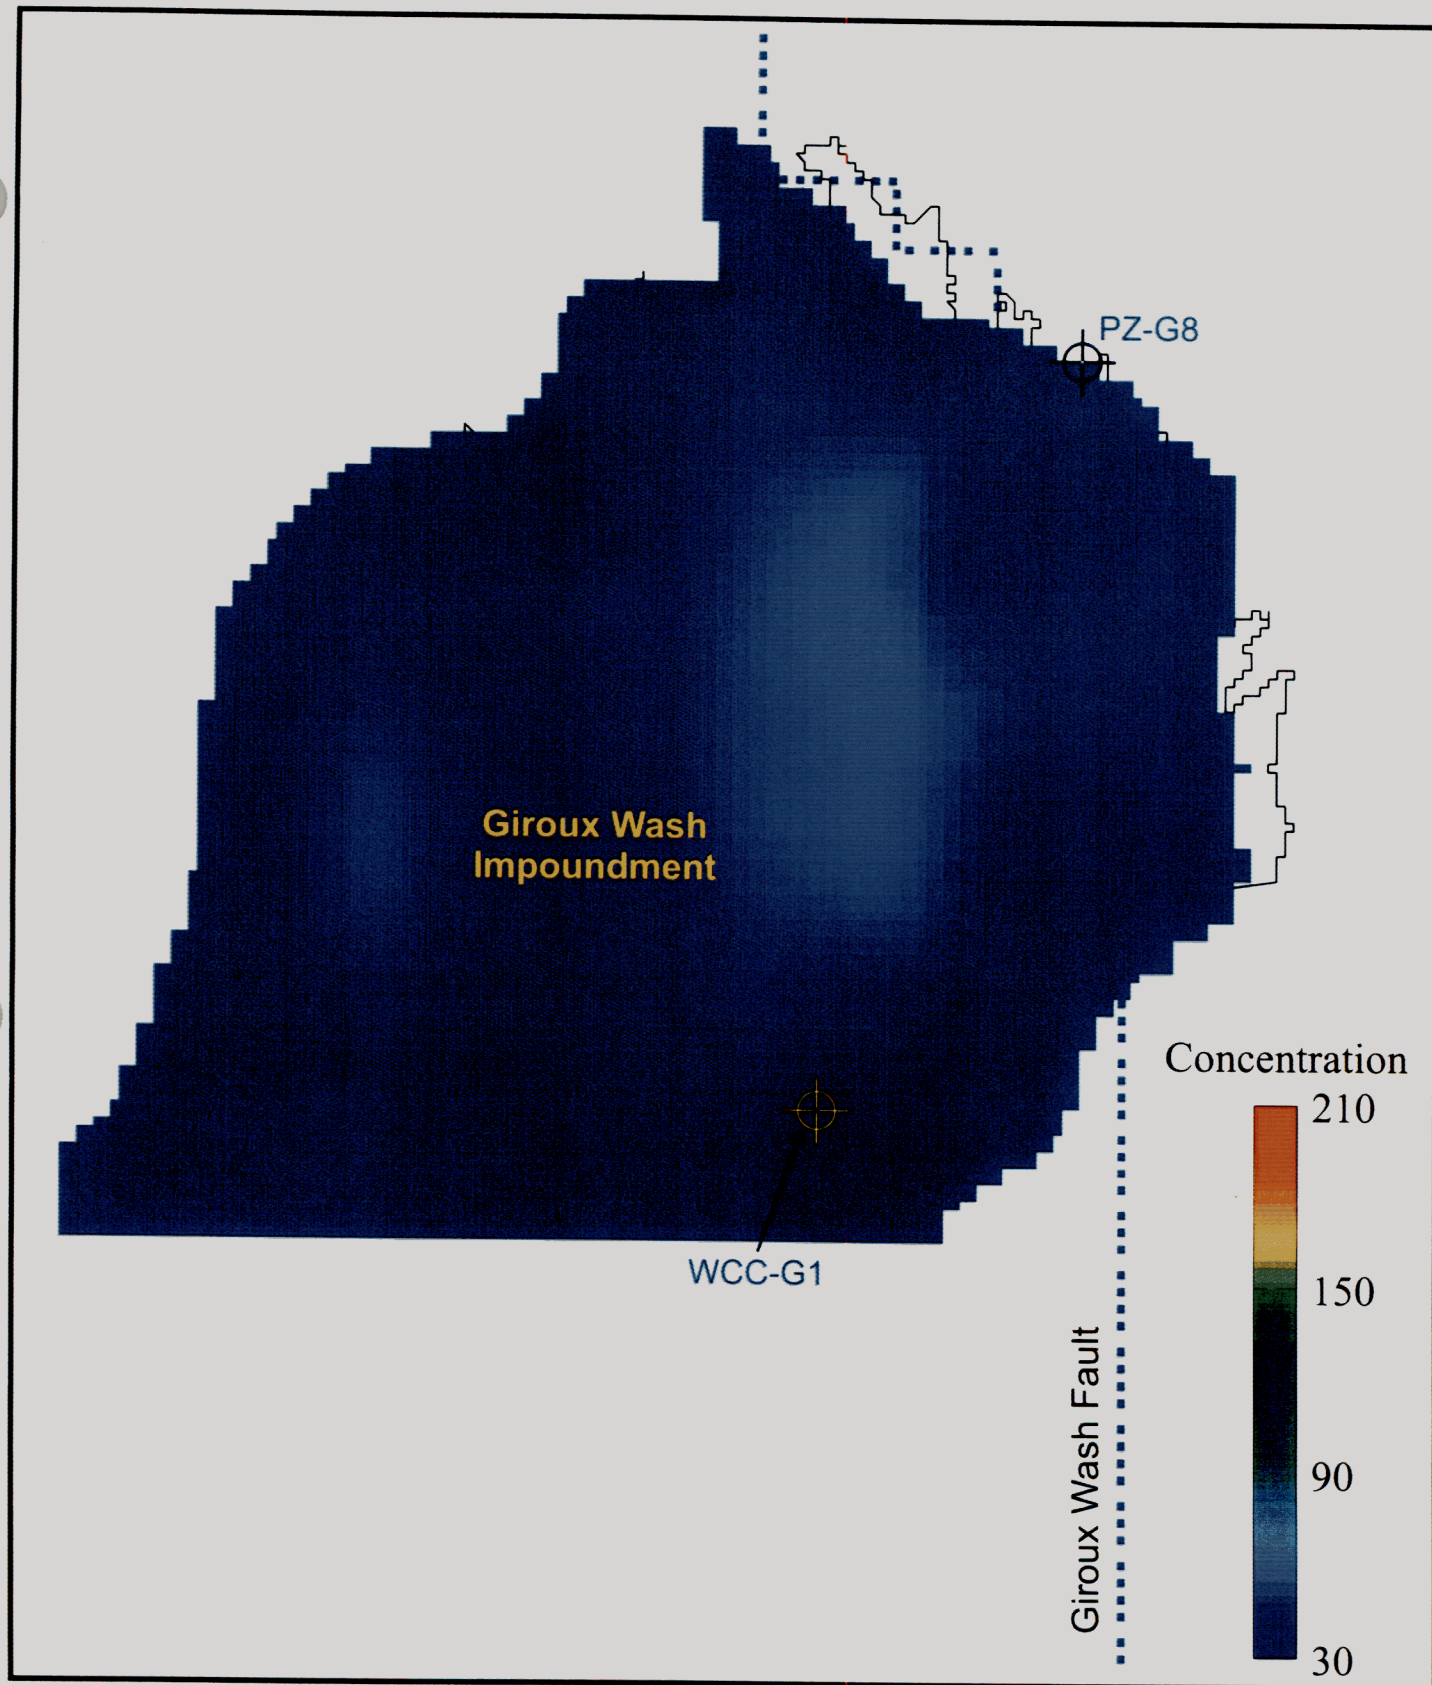 PZ-G8
Giroux Wash
Impoundment
WCC-G1
Giroux Wash Fault
Concentration
210
150
90
30